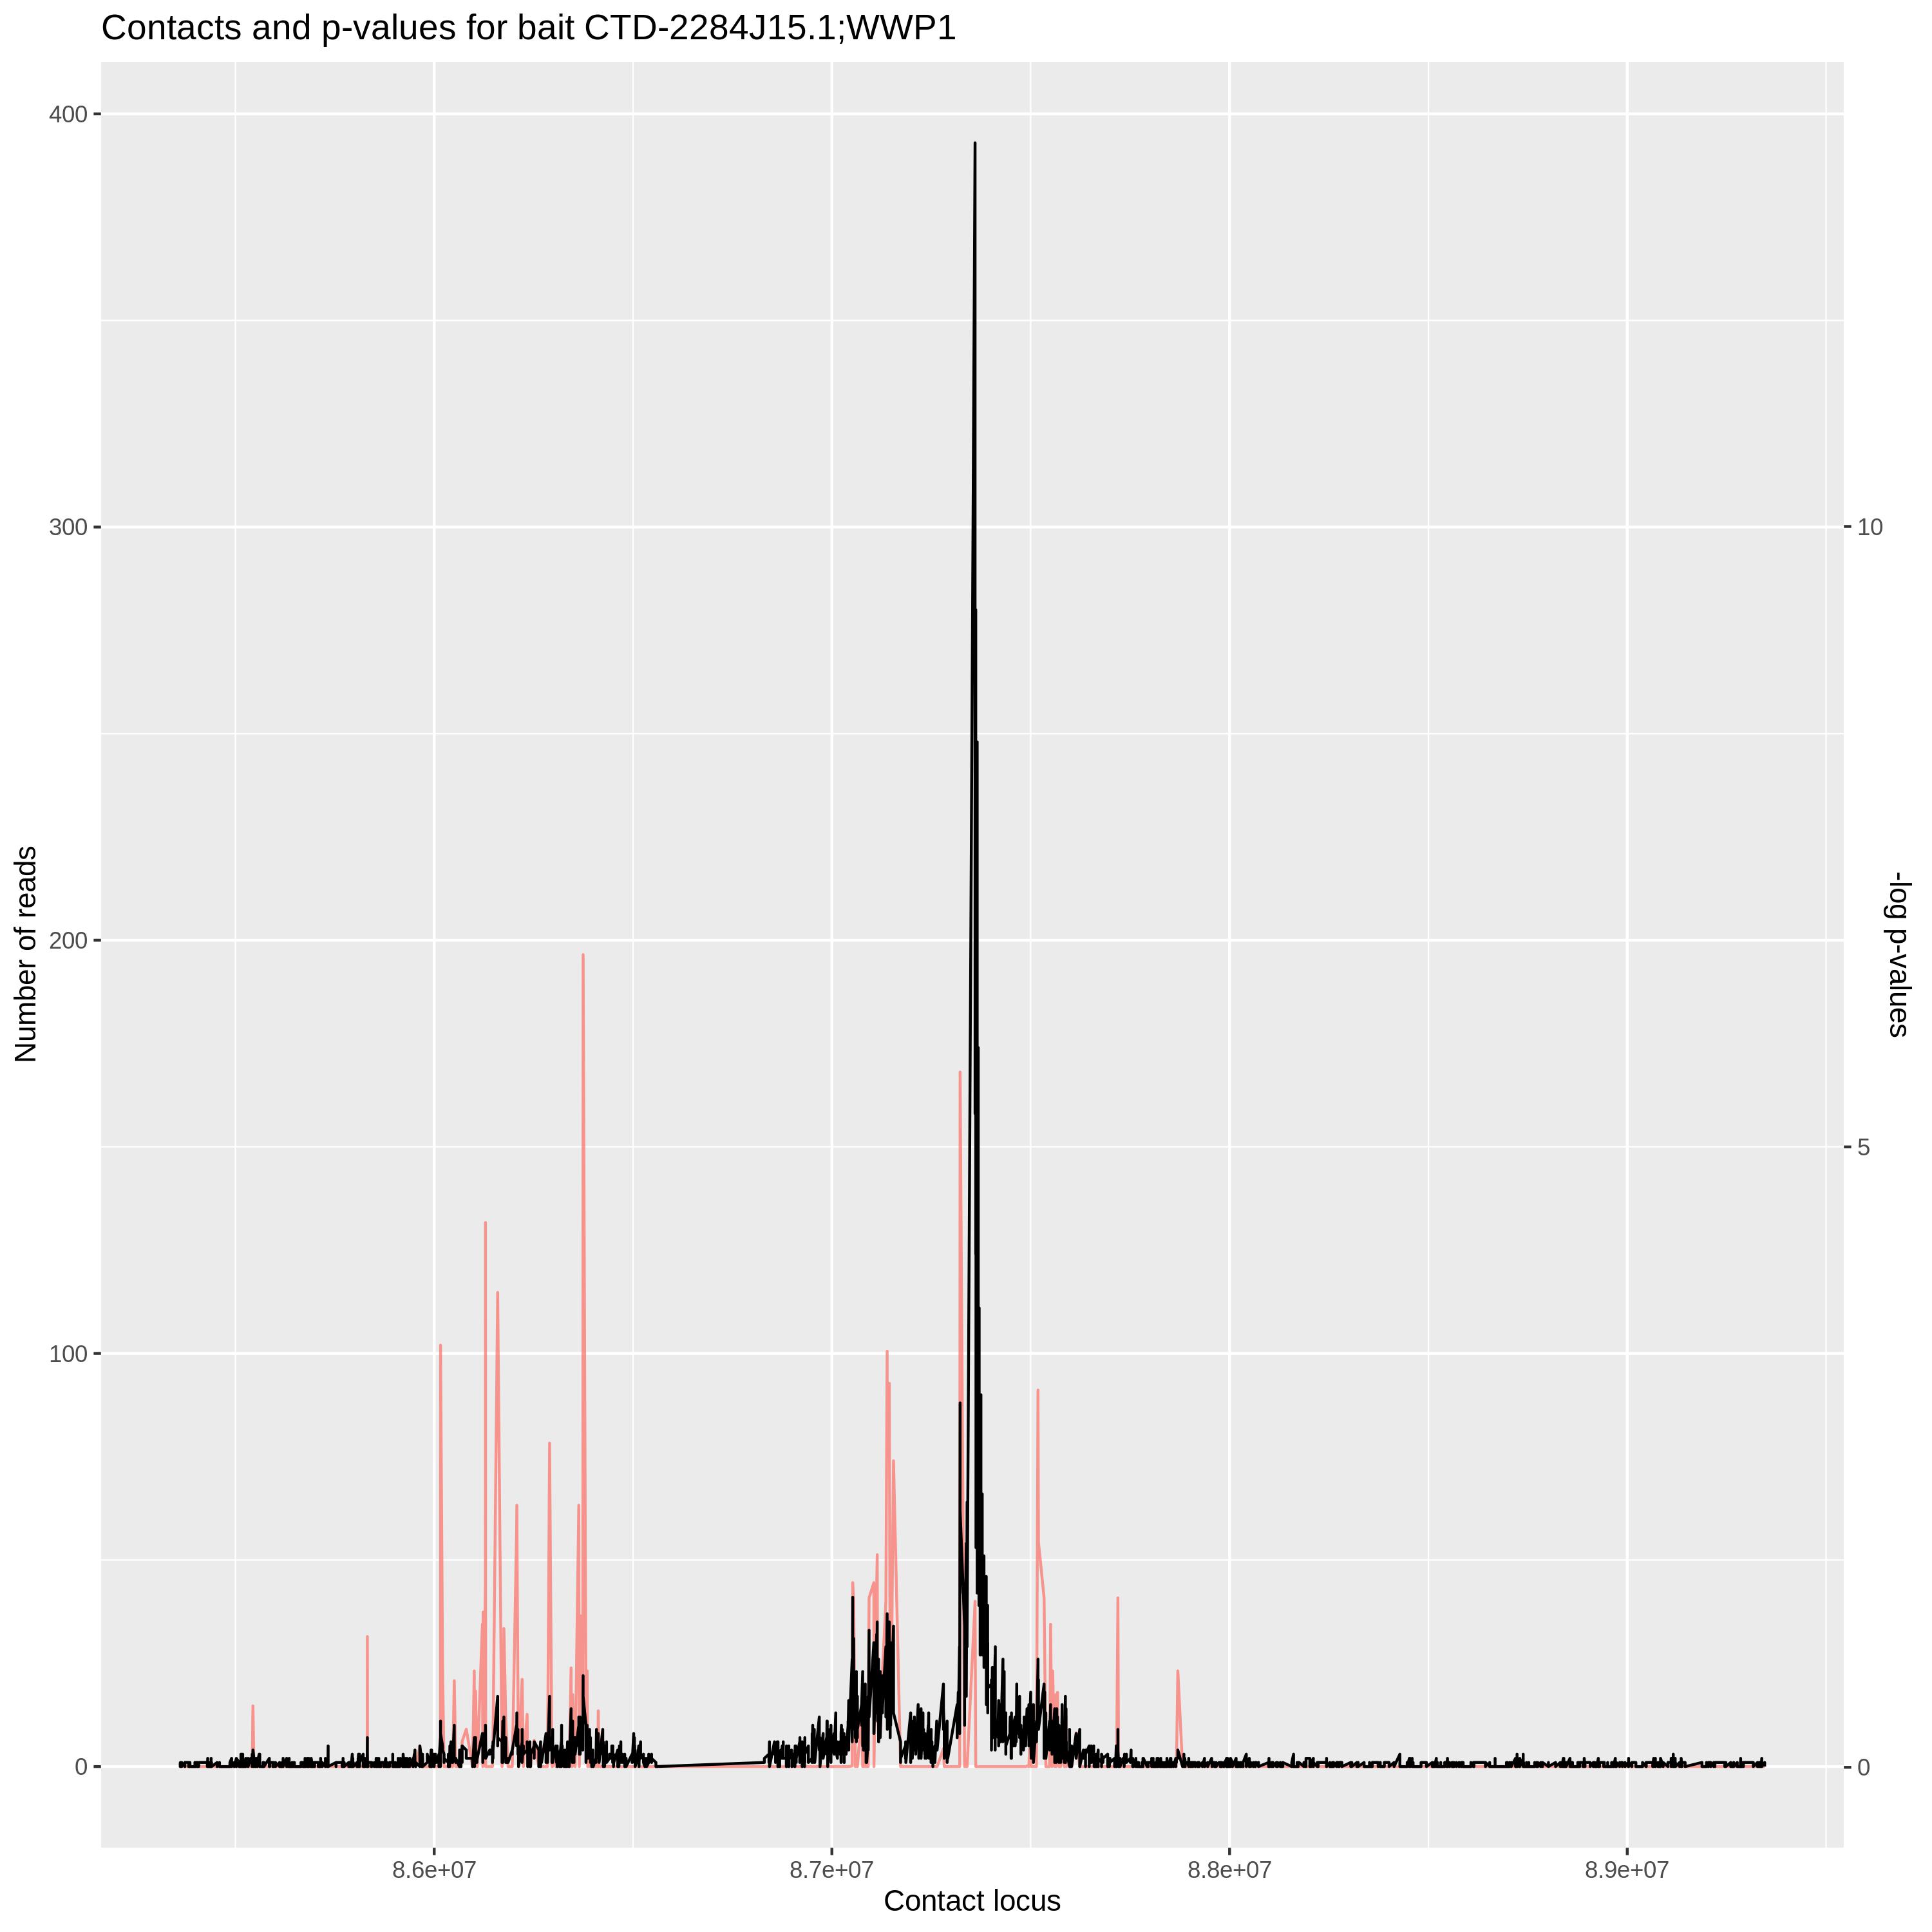 Contacts and p-values for bait CTD-2284J15.1;WWP1
400
300
200
100
0
10
5
0
Number of reads
-log p-values
8.6e+07
8.7e+07
8.8e+07
8.9e+07
Contact locus